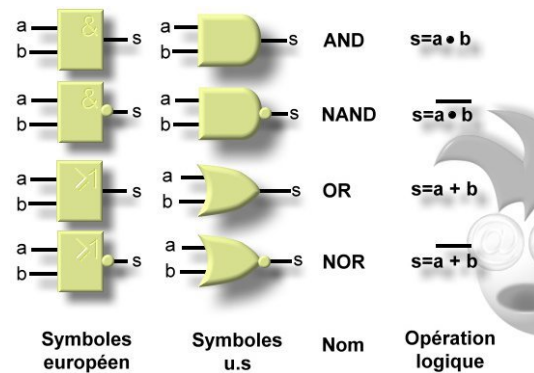 a & a
b s b s AND s=a • b
a & a
b s b s NAND s=a • b
a >1 a
b s b s OR s=a + b
a >1 a
b s b s NOR s=a + b
Symboles européen Symboles u.s Nom Opération logique